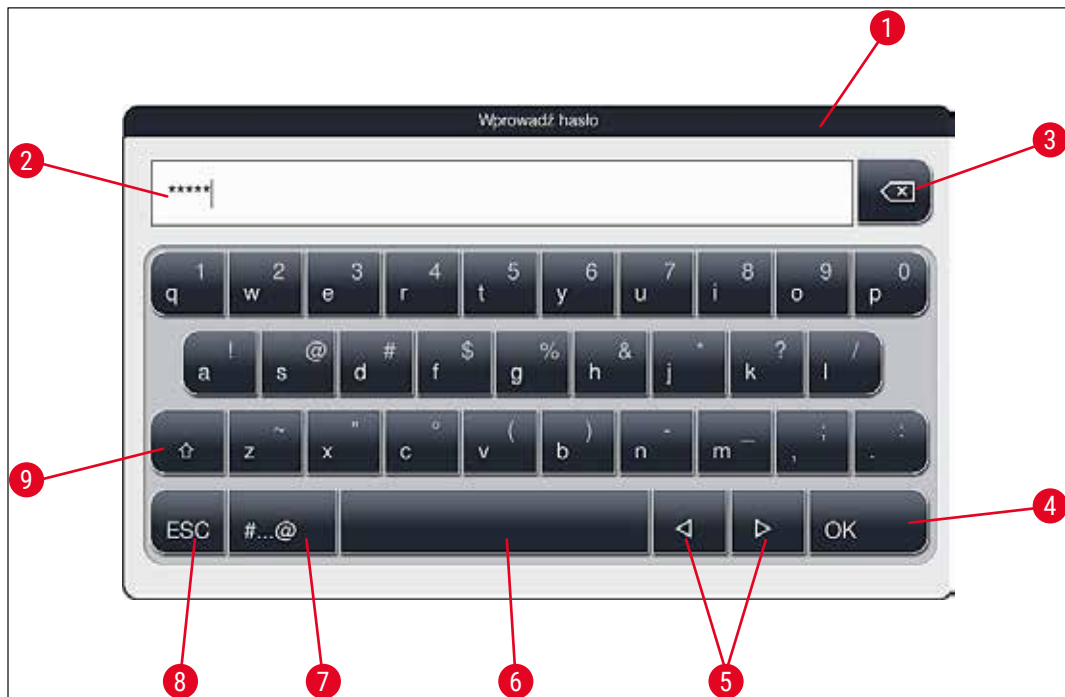 1
Wprowadź hasło
2
3
*****
1 2 3 4 5 6 7 8 9 0
q w e r t y u i o p
! @ # $ % & * ? /
a s d f g h j k l
~ " ° ( ) - _ ; :
z x c v b n m , .
9
4
ESC #...@ OK
8 7 6 5